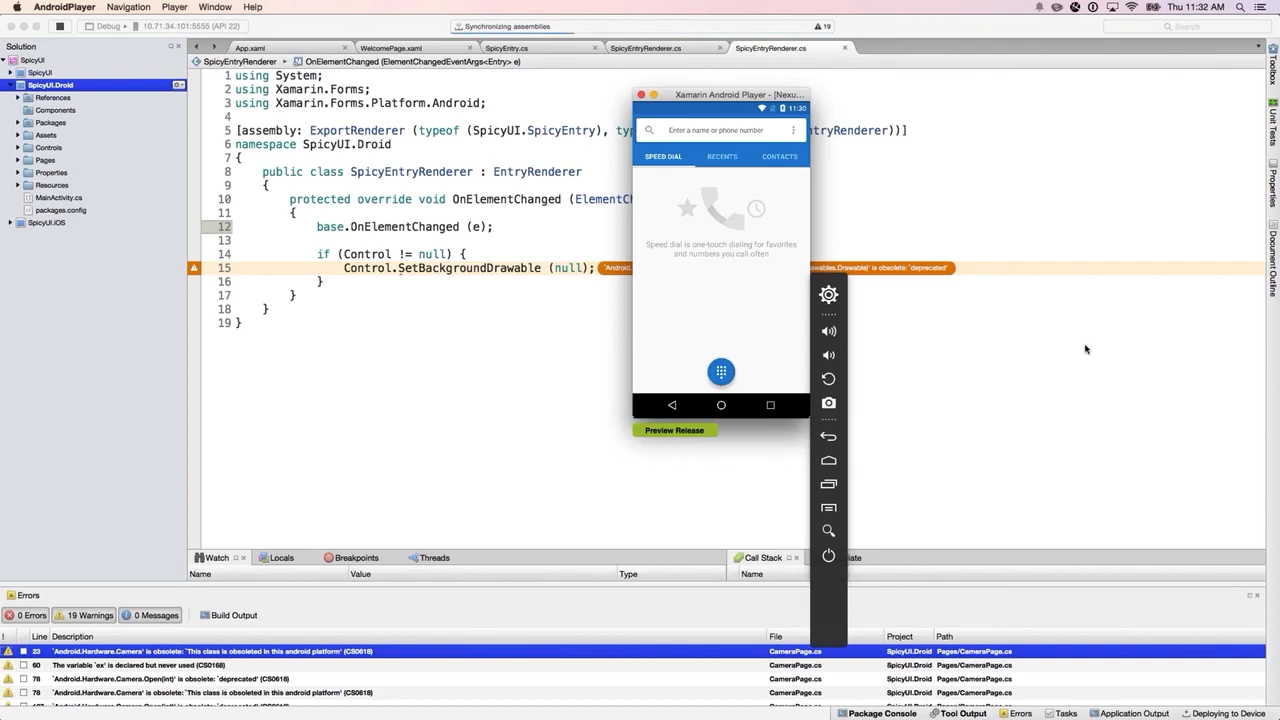 AndroidPlayer Navigation Player Window Help
Thu 11:32 AM
Debug 10.71.34.101:5555 (API 22)
Synchronizing assemblies
19
Search
Solution
SpicyUI
SpicyUI
SpicyUI.Droid
References
Components
Packages
Assets
Controls
Pages
Properties
Resources
MainActivity.cs
packages.config
SpicyUI.iOS
App.xaml WelcomePage.xaml SpicyEntry.cs SpicyEntryRenderer.cs SpicyEntryRenderer.cs
SpicyEntryRenderer OnElementChanged (ElementChangedEventArgs<Entry> e)
1 using System;
2 using Xamarin.Forms;
3 using Xamarin.Forms.Platform.Android;
4
5 [assembly: ExportRenderer (typeof (SpicyUI.SpicyEntry), typ
tryRenderer))]
6 namespace SpicyUI.Droid
7 {
8 public class SpicyEntryRenderer : EntryRenderer
9 {
10 protected override void OnElementChanged (ElementCh
11 {
12 base.OnElementChanged (e);
13
14 if (Control != null) {
15 Control.SetBackgroundDrawable (null); `Android.
awables.Drawable)' is obsolete: `deprecated'
16 }
17 }
18 }
19 }
Xamarin Android Player - [Nexu...
11:30
Enter a name or phone number
SPEED DIAL RECENTS CONTACTS
Speed dial is one-touch dialing for favorites
and numbers you call often
Preview Release
Toolbox
Unit Tests
Properties
Document Outline
Watch Locals Breakpoints Threads
Name Value Type
Call Stack
Name
Errors
0 Errors 19 Warnings 0 Messages Build Output
! Line Description File Project Path
23 `Android.Hardware.Camera' is obsolete: `This class is obsoleted in this android platform' (CS0618) CameraPage.cs SpicyUI.Droid Pages/CameraPage.cs
60 The variable `ex' is declared but never used (CS0168) CameraPage.cs SpicyUI.Droid Pages/CameraPage.cs
78 `Android.Hardware.Camera.Open(int)' is obsolete: `deprecated' (CS0618) CameraPage.cs SpicyUI.Droid Pages/CameraPage.cs
78 `Android.Hardware.Camera' is obsolete: `This class is obsoleted in this android platform' (CS0618) CameraPage.cs SpicyUI.Droid Pages/CameraPage.cs
Package Console Tool Output Errors Tasks Application Output Deploying to Device